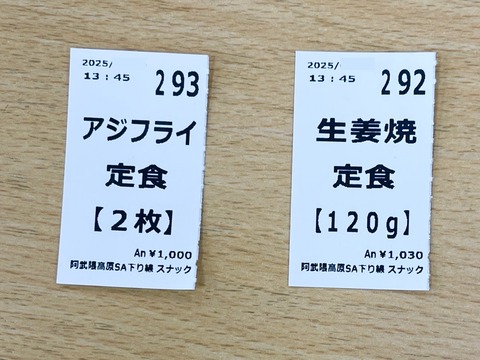 2025/
13:45
293
アジフライ
定食
【2枚】
An ¥1,000
阿武隈高原SA下り線 スナック
2025/
13:45
292
生姜焼
定食
【120g】
An ¥1,030
阿武隈高原SA下り線 スナック